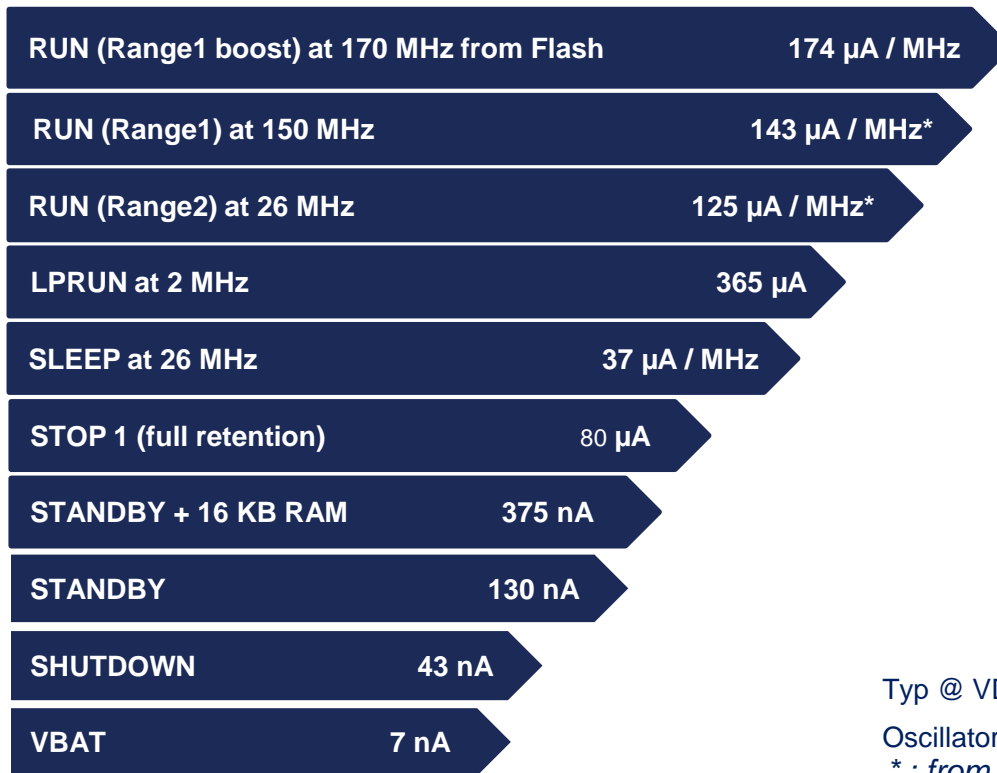 RUN (Range1 boost) at 170 MHz from Flash 174 µA / MHz
RUN (Range1) at 150 MHz 143 µA / MHz*
RUN (Range2) at 26 MHz 125 µA / MHz*
LPRUN at 2 MHz 365 µA
SLEEP at 26 MHz 37 µA / MHz
STOP 1 (full retention) 80 µA
STANDBY + 16 KB RAM 375 nA
STANDBY 130 nA
SHUTDOWN 43 nA
VBAT 7 nA
Typ @
Oscillator
* : from